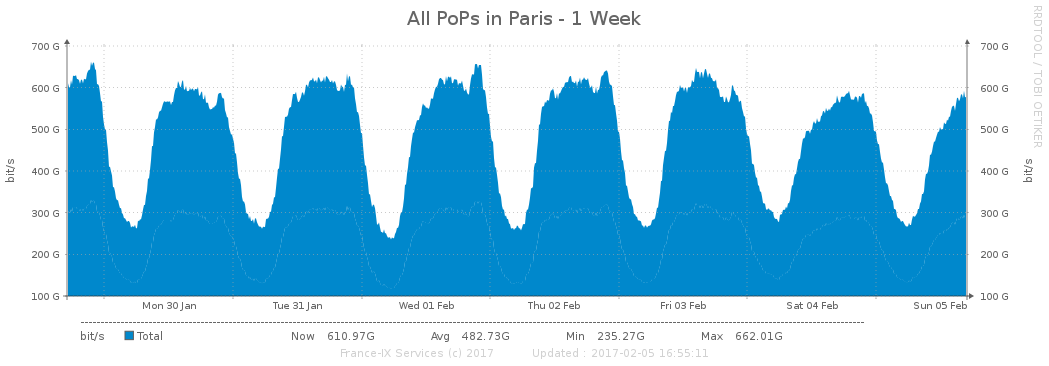 All PoPs in Paris - 1 Week
RRDTOOL / TOBI OETIKER
700 G 700 G
600 G 600 G
500 G 500 G
400 G 400 G
300 G 300 G
200 G 200 G
100 G 100 G
bit/s
bit/s
Mon 30 Jan Tue 31 Jan Wed 01 Feb Thu 02 Feb Fri 03 Feb Sat 04 Feb Sun 05 Feb
bit/s Total Now 610.97G Avg 482.73G Min 235.27G Max 662.01G
France-IX Services (c) 2017 Updated : 2017-02-05 16:55:11